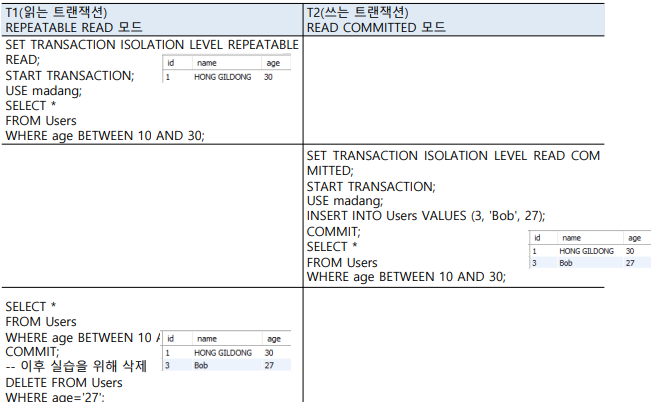 T1(읽는 트랜잭션)
REPEATABLE READ 모드
T2(쓰는 트랜잭션)
READ COMMITTED 모드
SET TRANSACTION ISOLATION LEVEL REPEATABLE
READ;
START TRANSACTION;
USE madang;
SELECT *
FROM Users
WHERE age BETWEEN 10 AND 30;
id name age
1 HONG GILDONG 30
SET TRANSACTION ISOLATION LEVEL READ COM
MITTED;
START TRANSACTION;
USE madang;
INSERT INTO Users VALUES (3, 'Bob', 27);
COMMIT;
SELECT *
FROM Users
WHERE age BETWEEN 10 AND 30;
id name age
1 HONG GILDONG 30
3 Bob 27
SELECT *
FROM Users
WHERE age BETWEEN 10
COMMIT;
-- 이후 실습을 위해 삭제
DELETE FROM Users
WHERE age='27';
id name age
1 HONG GILDONG 30
3 Bob 27